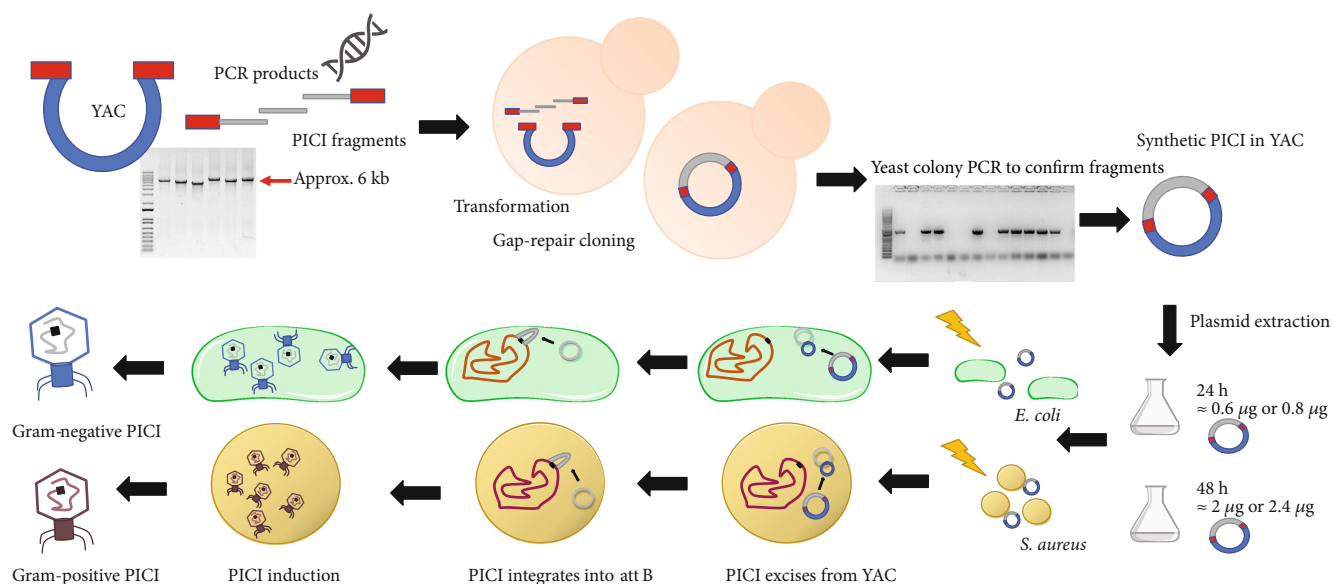 PCR products
YAC
PICI fragments
Approx. 6 kb
Transformation
Gap-repair cloning
Yeast colony PCR to confirm fragments
Synthetic PICI in YAC
Plasmid extraction
24 h
≈ 0.6 μg or 0.8 μg
48 h
≈ 2 μg or 2.4 μg
E. coli
S. aureus
Gram-negative PICI
Gram-positive PICI
PICI induction
PICI integrates into att B
PICI excises from YAC